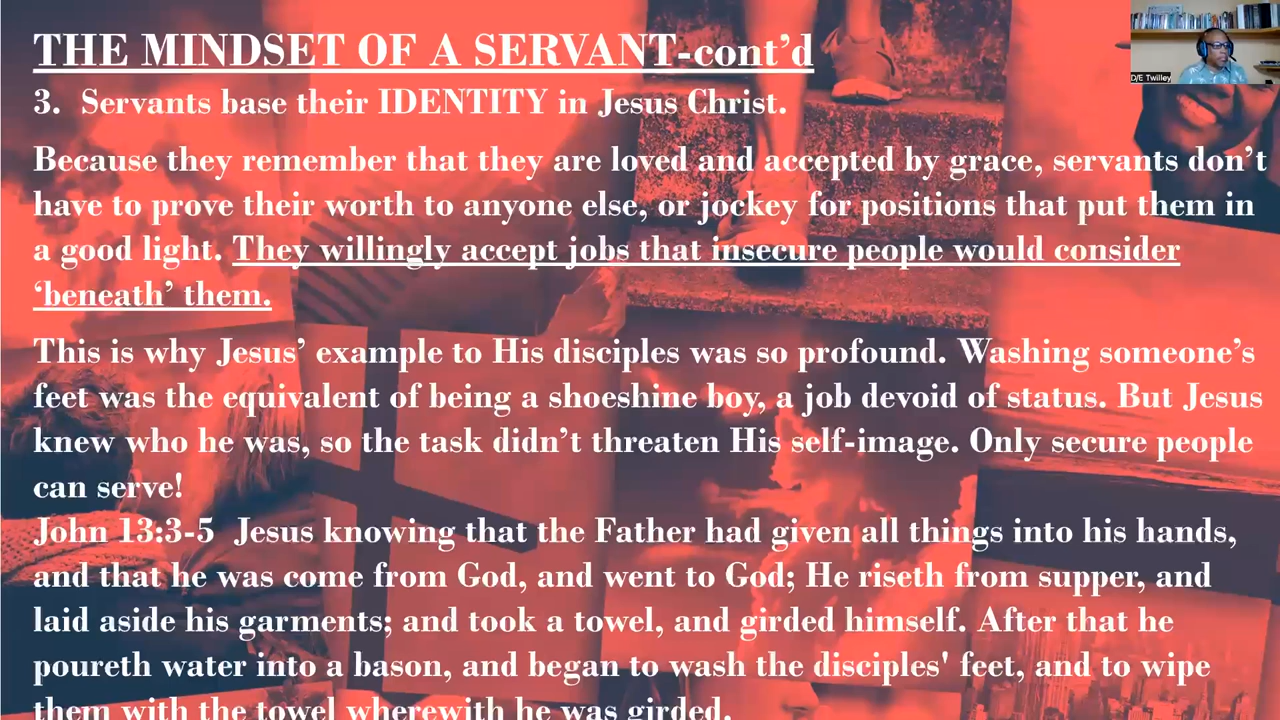 THE MINDSET OF A SERVANT-cont’d
D/E Twilley
3. Servants base their IDENTITY in Jesus Christ.
Because they remember that they are loved and accepted by grace, servants don’t
have to prove their worth to anyone else, or jockey for positions that put them in
a good light. They willingly accept jobs that insecure people would consider
‘beneath’ them.
This is why Jesus’ example to His disciples was so profound. Washing someone’s
feet was the equivalent of being a shoeshine boy, a job devoid of status. But Jesus
knew who he was, so the task didn’t threaten His self-image. Only secure people
can serve!
John 13:3-5 Jesus knowing that the Father had given all things into his hands,
and that he was come from God, and went to God; He riseth from supper, and
laid aside his garments; and took a towel, and girded himself. After that he
poureth water into a bason, and began to wash the disciples' feet, and to wipe
them with the towel wherewith he was girded.